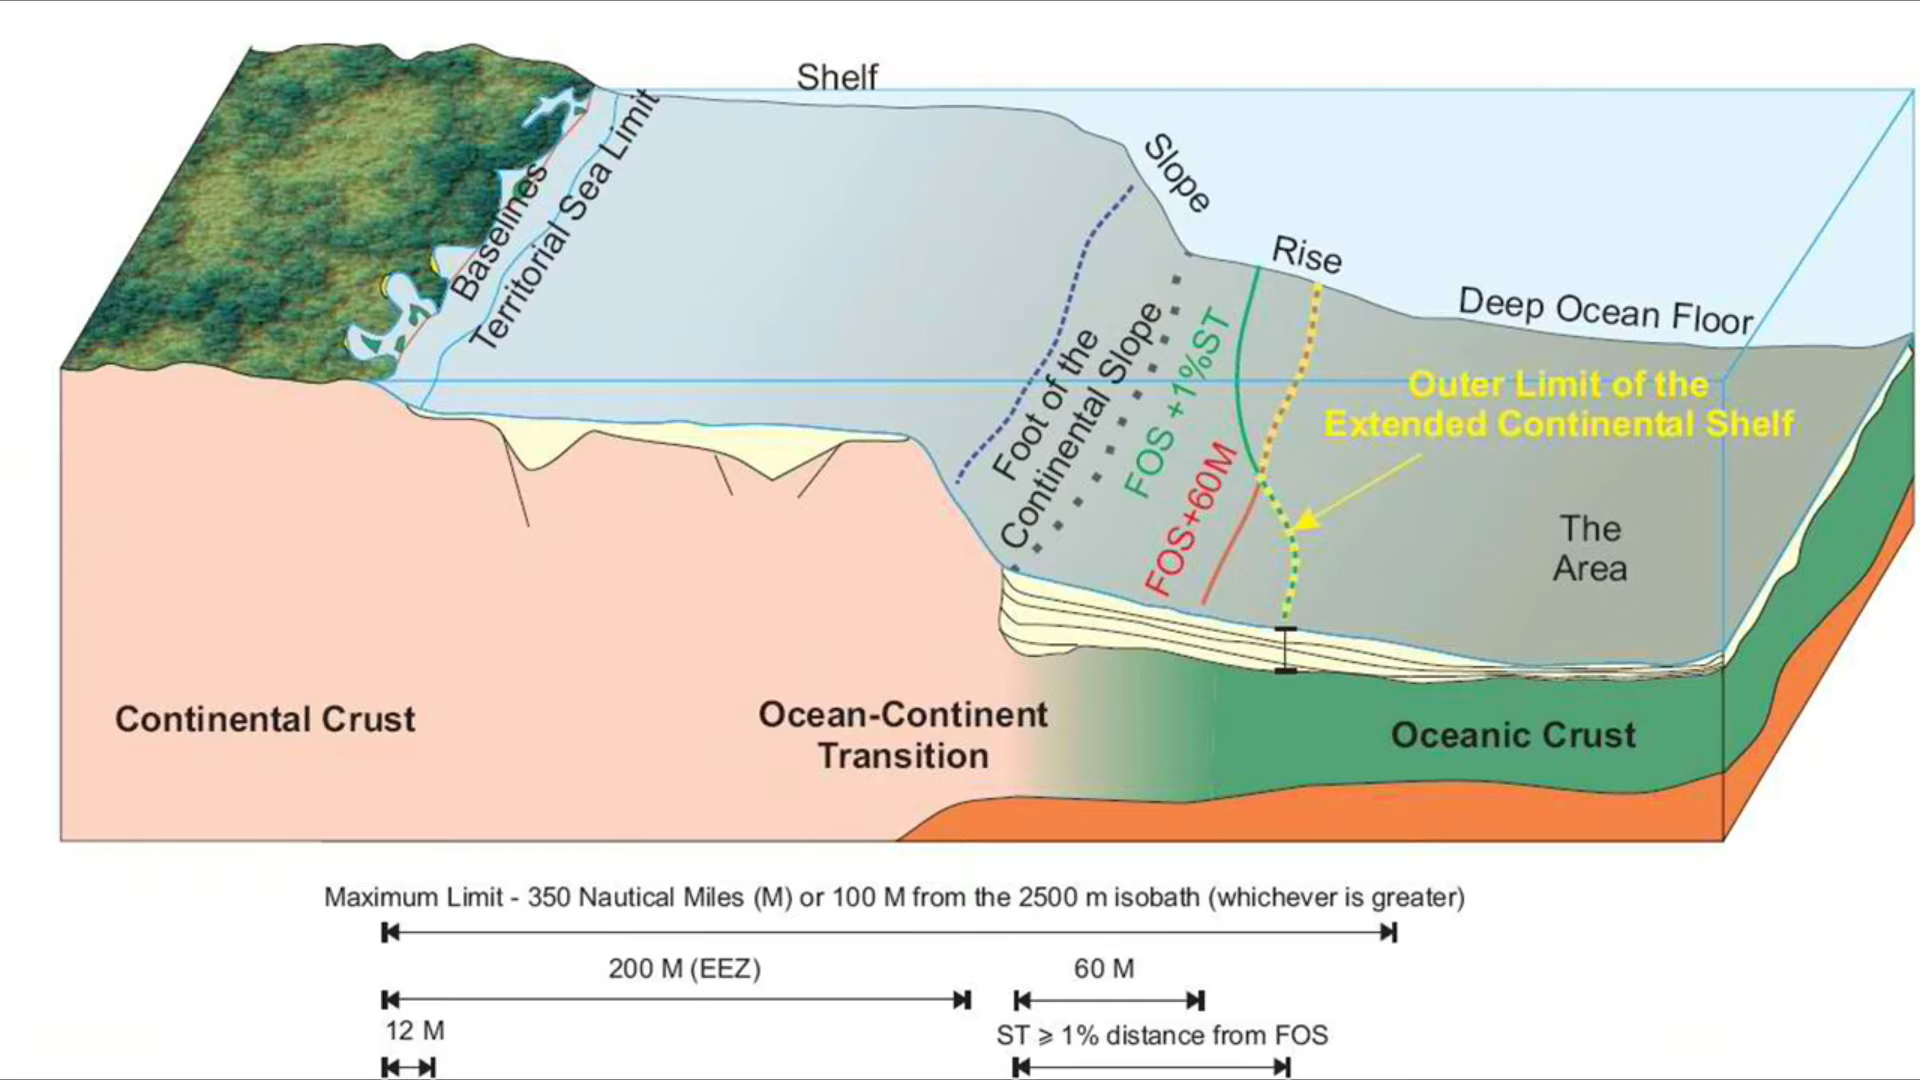 Shelf
Slope
Rise
Deep Ocean Floor
Baselines
Territorial Sea Limit
Foot of the
Continental Slope
FOS +1%ST
FOS+60M
Outer Limit of the
Extended Continental Shelf
The
Area
Continental Crust
Ocean-Continent
Transition
Oceanic Crust
Maximum Limit - 350 Nautical Miles (M) or 100 M from the 2500 m isobath (whichever is greater)
200 M (EEZ)
60 M
12 M
ST ⩾ 1% distance from FOS